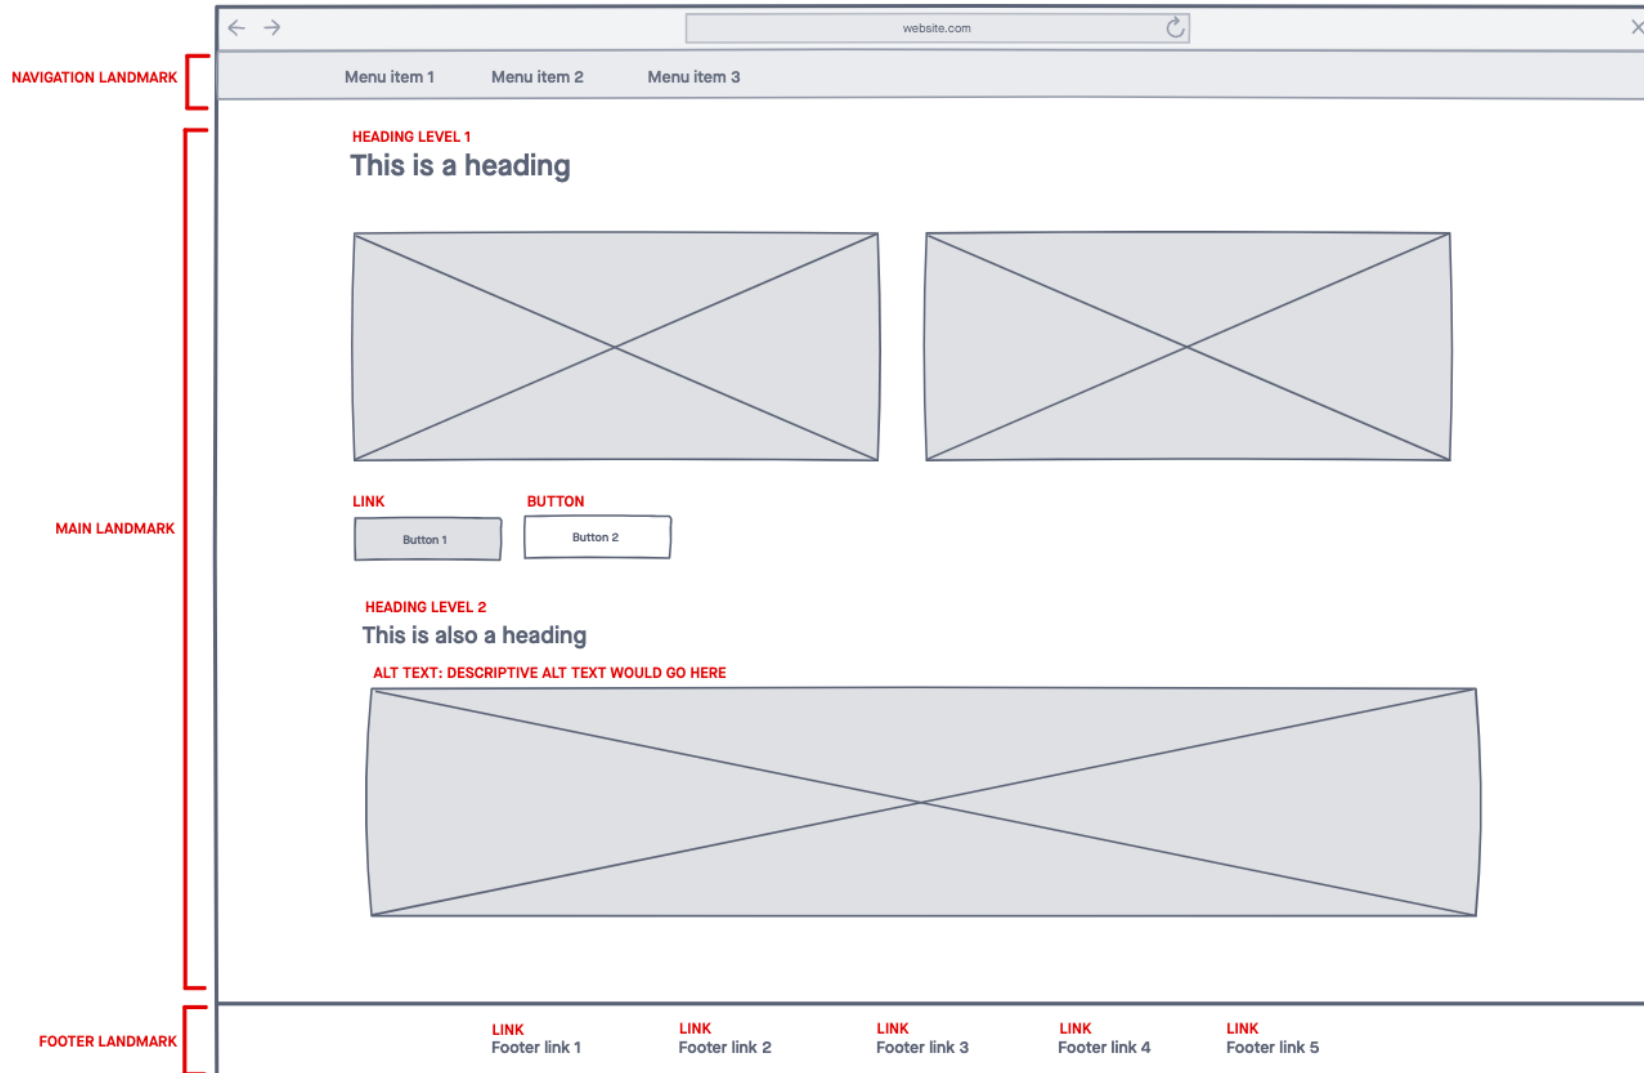 website.com
NAVIGATION LANDMARK
Menu item 1 Menu item 2 Menu item 3
HEADING LEVEL 1
This is a heading
LINK BUTTON
Button 1 Button 2
MAIN LANDMARK
HEADING LEVEL 2
This is also a heading
ALT TEXT: DESCRIPTIVE ALT TEXT WOULD GO HERE
FOOTER LANDMARK
LINK LINK LINK LINK LINK
Footer link 1 Footer link 2 Footer link 3 Footer link 4 Footer link 5